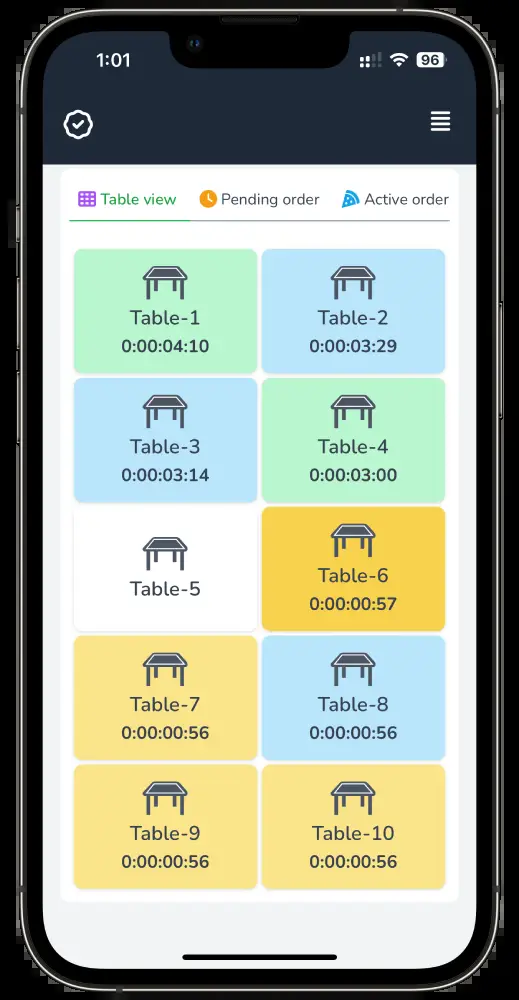 1:01 96
Table view Pending order Active order
Table-1 Table-2
0:00:04:10 0:00:03:29
Table-3 Table-4
0:00:03:14 0:00:03:00
Table-5 Table-6
0:00:00:57
Table-7 Table-8
0:00:00:56 0:00:00:56
Table-9 Table-10
0:00:00:56 0:00:00:56